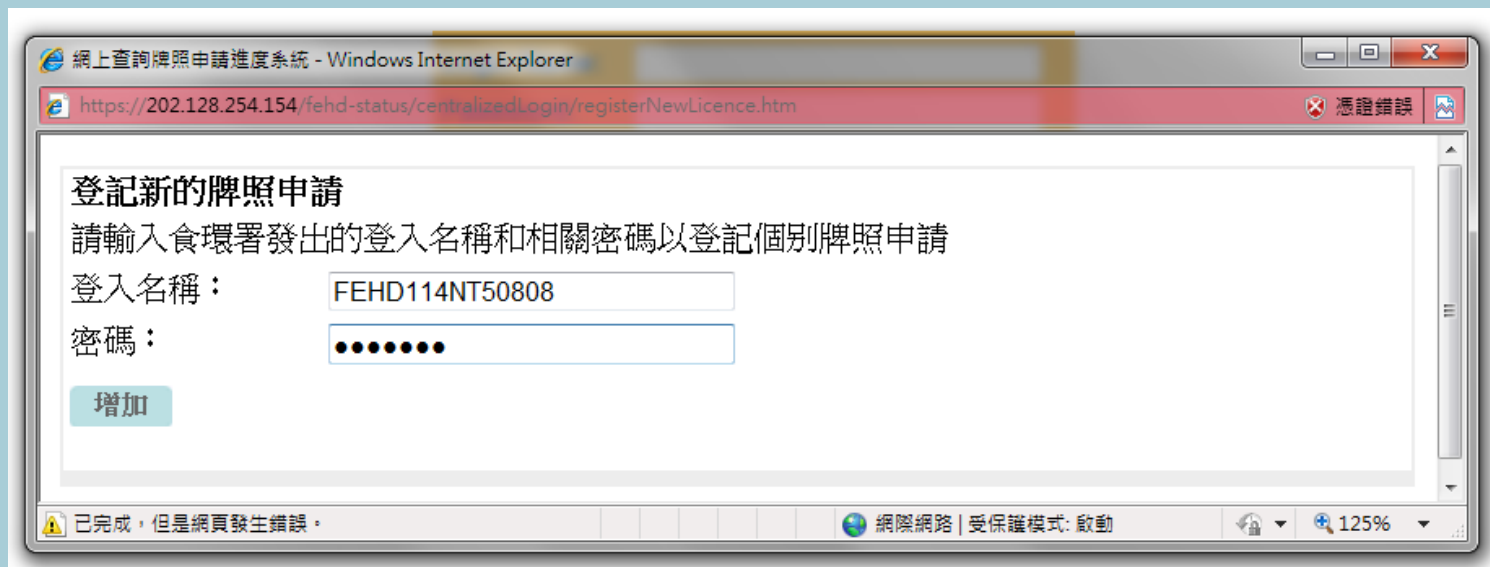 網上查詢牌照申請進度系統 - Windows Internet Explorer
https://202.128.254.154/fehd-status/centralizedLogin/registerNewLicence.htm 憑證錯誤
登記新的牌照申請
請輸入食環署發出的登入名稱和相關密碼以登記個別牌照申請
登入名稱： FEHD114NT50808
密碼： •••••••
增加
已完成，但是網頁發生錯誤。 網際網路 | 受保護模式: 啟動 125%